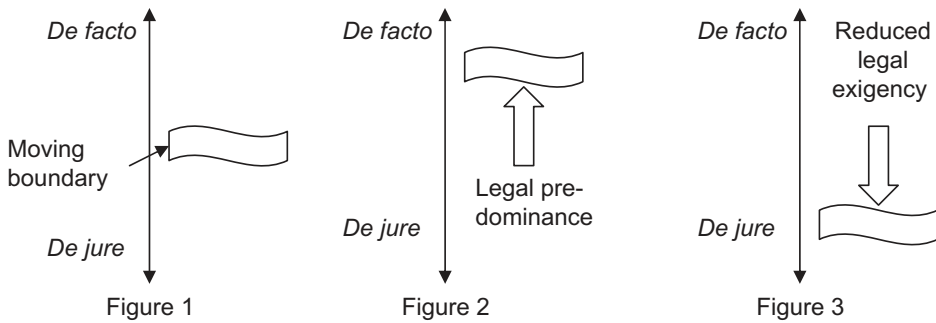 De facto
Moving
boundary
De jure
Figure 1
De facto
Legal pre-
dominance
De jure
Figure 2
De facto
Reduced
legal
exigency
De jure
Figure 3